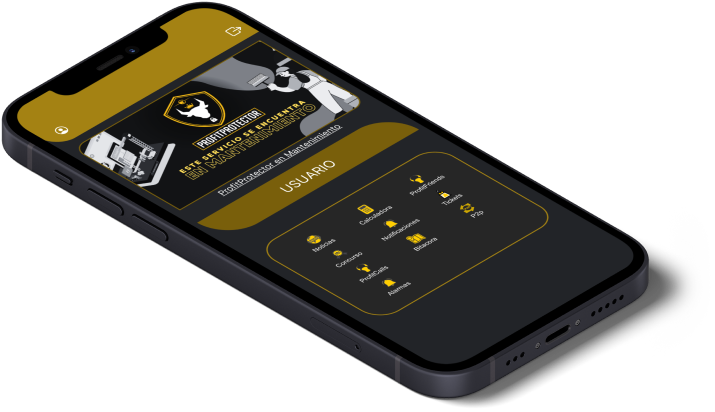 PROFITPROTECTOR
ESTE SERVICIO SE ENCUENTRA
EN MANTENIMIENTO
ProfitProtector en Mantenimiento
USUARIO
Noticias
Calculadora
ProfitFriends
Concurso
Notificaciones
Tickets
ProfitCalls
Bitacora
P2p
Alarmas